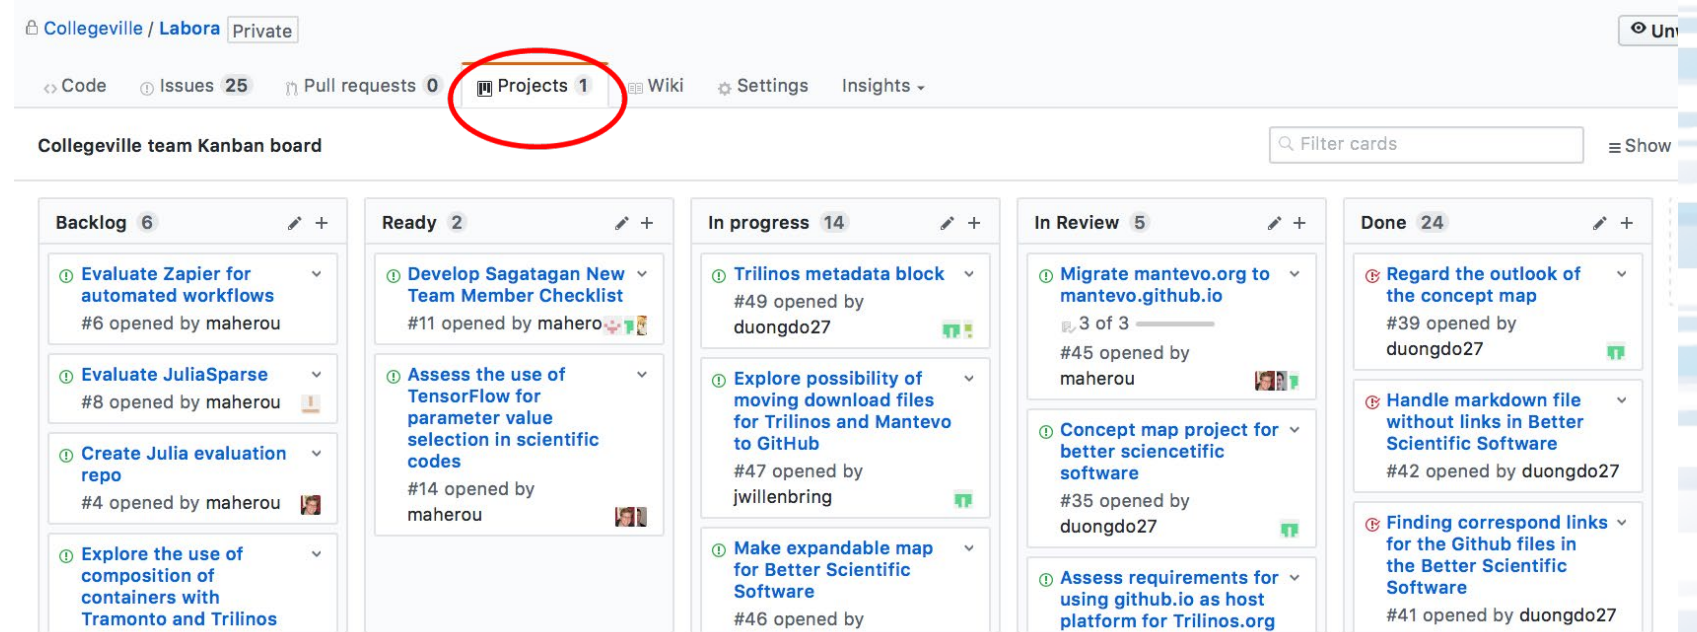 Collegeville / Labora Private
Un
Code Issues 25 Pull requests 0 Projects 1 Wiki Settings Insights
Collegeville team Kanban board
Filter cards
Show
Backlog 6
Evaluate Zapier for
automated workflows
#6 opened by maherou
Evaluate JuliaSparse
#8 opened by maherou
Create Julia evaluation
repo
#4 opened by maherou
Explore the use of
composition of
containers with
Tramonto and Trilinos
Ready 2
Develop Sagatagan New
Team Member Checklist
#11 opened by mahero
Assess the use of
TensorFlow for
parameter value
selection in scientific
codes
#14 opened by
maherou
In progress 14
Trilinos metadata block
#49 opened by
duongdo27
Explore possibility of
moving download files
for Trilinos and Mantevo
to GitHub
#47 opened by
jwillenbring
Make expandable map
for Better Scientific
Software
#46 opened by
In Review 5
Migrate mantevo.org to
mantevo.github.io
3 of 3
#45 opened by
maherou
Concept map project for
better sciencetific
software
#35 opened by
duongdo27
Assess requirements for
using github.io as host
platform for Trilinos.org
Done 24
Regard the outlook of
the concept map
#39 opened by
duongdo27
Handle markdown file
without links in Better
Scientific Software
#42 opened by duongdo27
Finding correspond links
for the Github files in
the Better Scientific
Software
#41 opened by duongdo27